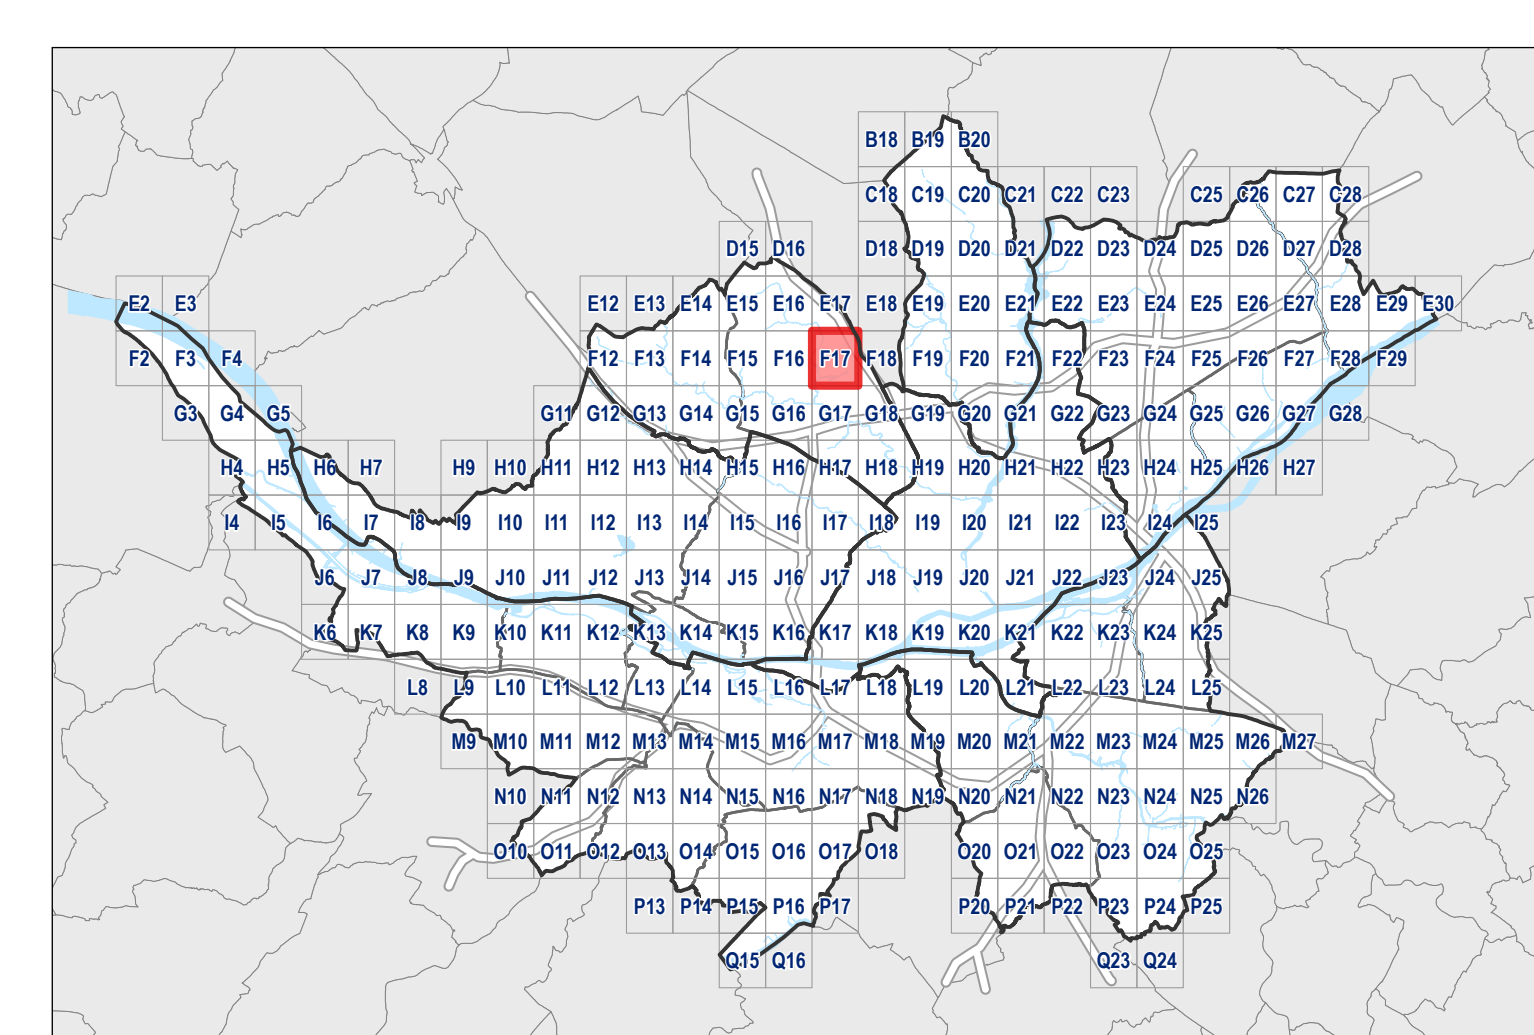 B18 B19 B20
C18 C19 C20 C21 C22 C23 C25 C26 C27 C28
D15 D16 D18 D19 D20 D21 D22 D23 D24 D25 D26 D27 D28
E2 E3 E12 E13 E14 E15 E16 E17 E18 E19 E20 E21 E22 E23 E24 E25 E26 E27 E28 E29 E30
F2 F3 F4 F12 F13 F14 F15 F16 F17 F18 F19 F20 F21 F22 F23 F24 F25 F26 F27 F28 F29
G3 G4 G5 G11 G12 G13 G14 G15 G16 G17 G18 G19 G20 G21 G22 G23 G24 G25 G26 G27 G28
H4 H5 H6 H7 H9 H10 H11 H12 H13 H14 H15 H16 H17 H18 H19 H20 H21 H22 H23 H24 H25 H26 H27
I4 I5 I6 I7 I8 I9 I10 I11 I12 I13 I14 I15 I16 I17 I18 I19 I20 I21 I22 I23 I24 I25
J6 J7 J8 J9 J10 J11 J12 J13 J14 J15 J16 J17 J18 J19 J20 J21 J22 J23 J24 J25
K6 K7 K8 K9 K10 K11 K12 K13 K14 K15 K16 K17 K18 K19 K20 K21 K22 K23 K24 K25
L8 L9 L10 L11 L12 L13 L14 L15 L16 L17 L18 L19 L20 L21 L22 L23 L24 L25
M9 M10 M11 M12 M13 M14 M15 M16 M17 M18 M19 M20 M21 M22 M23 M24 M25 M26 M27
N10 N11 N12 N13 N14 N15 N16 N17 N18 N19 N20 N21 N22 N23 N24 N25 N26
O10 O11 O12 O13 O14 O15 O16 O17 O18 O20 O21 O22 O23 O24 O25
P13 P14 P15 P16 P17 P20 P21 P22 P23 P24 P25
Q15 Q16 Q23 Q24